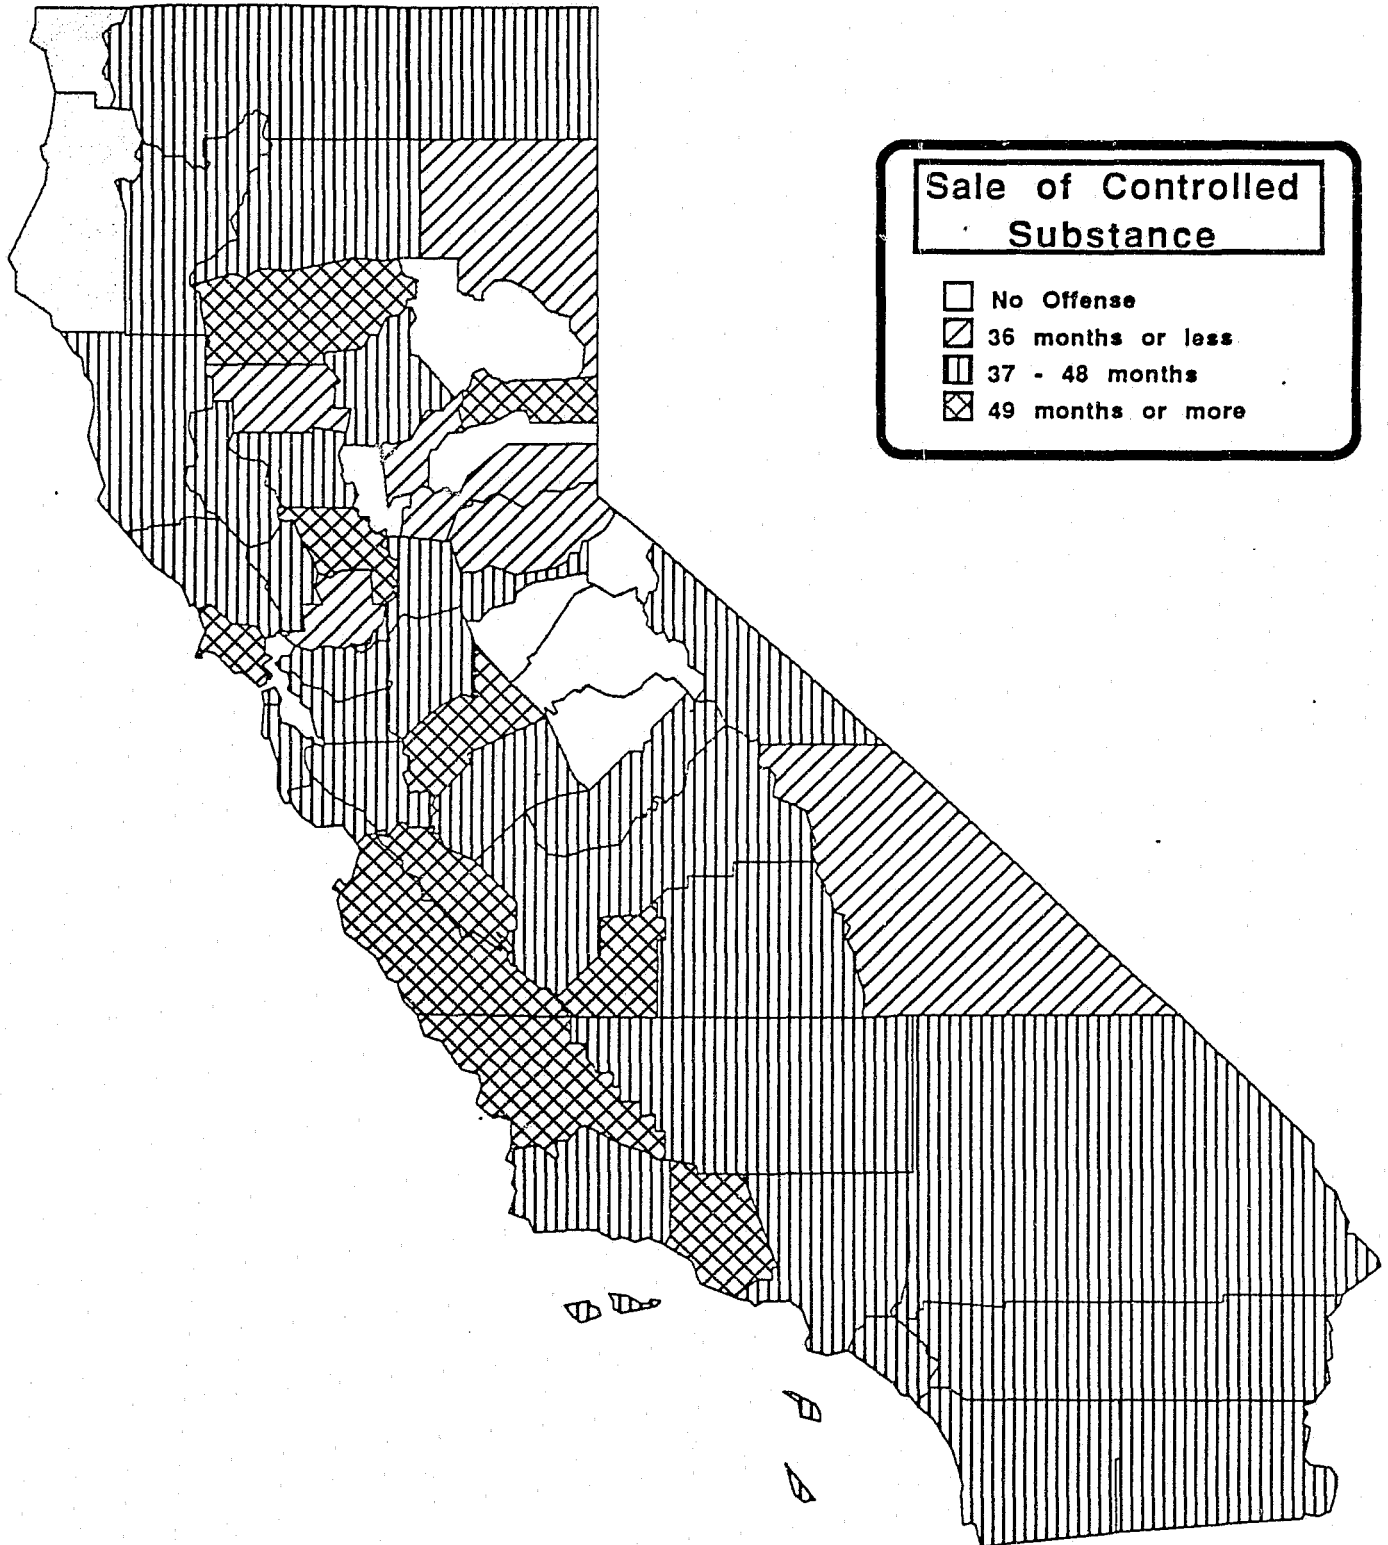 Sale of Controlled
Substance
No Offense
36 months or less
37 - 48 months
49 months or more